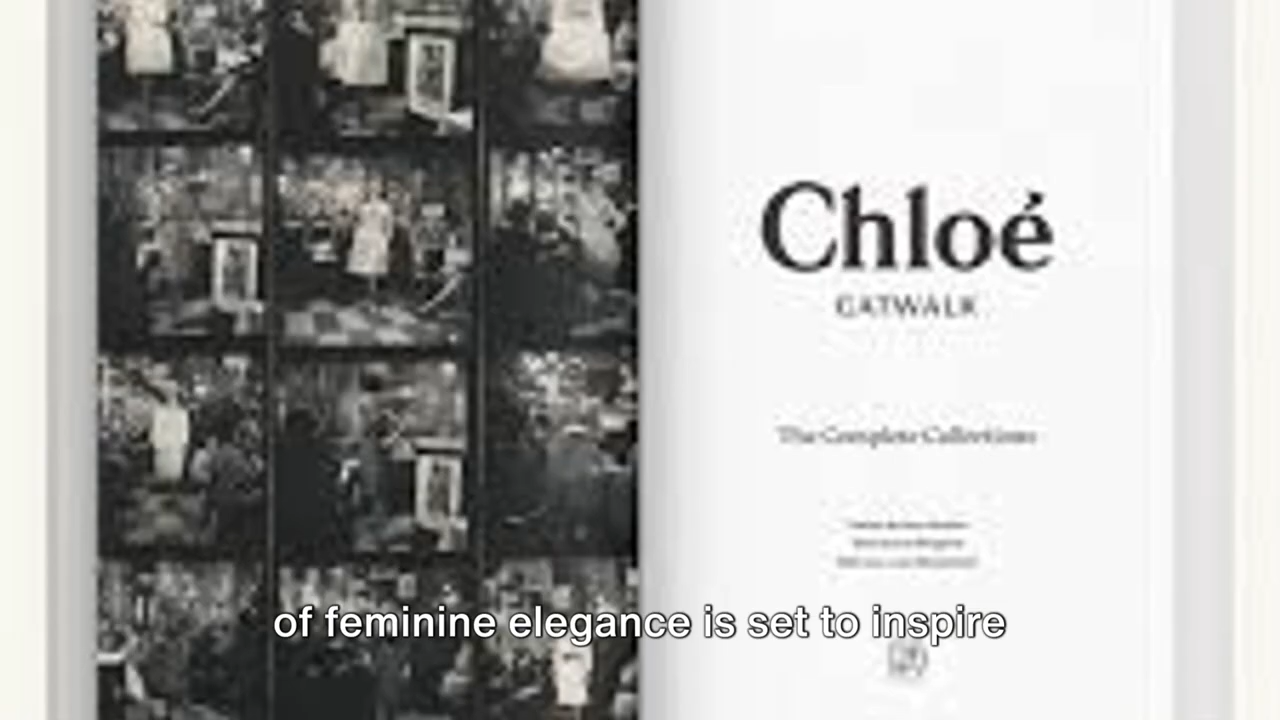 Chloé
CATWALK
The Complete Collections
of feminine elegance is set to inspire